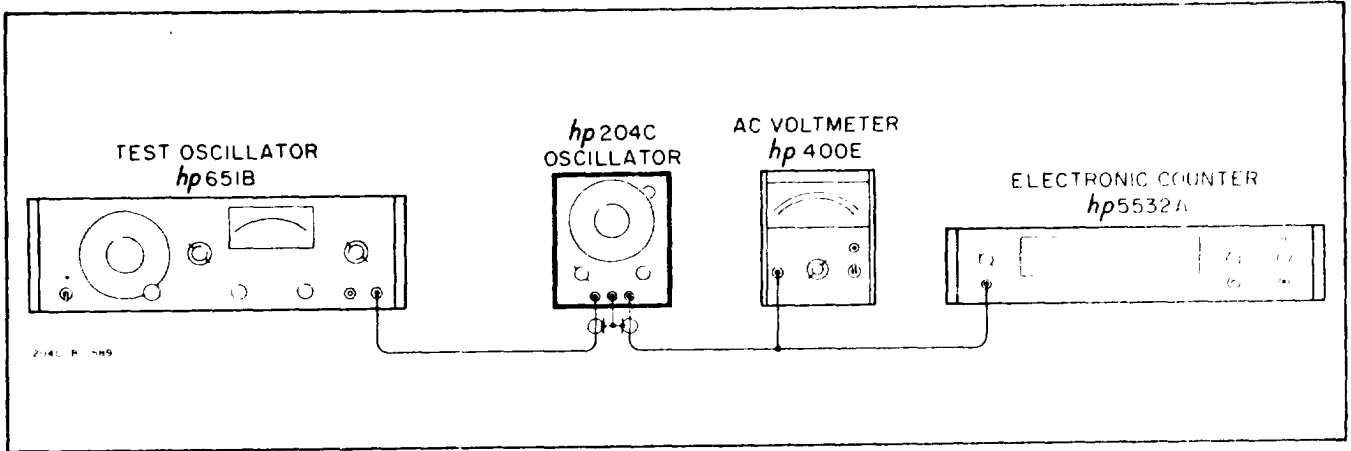 TEST OSCILLATOR
hp 651B
hp 204C
OSCILLATOR
AC VOLTMETER
hp 400E
ELECTRONIC COUNTER
hp 5532A